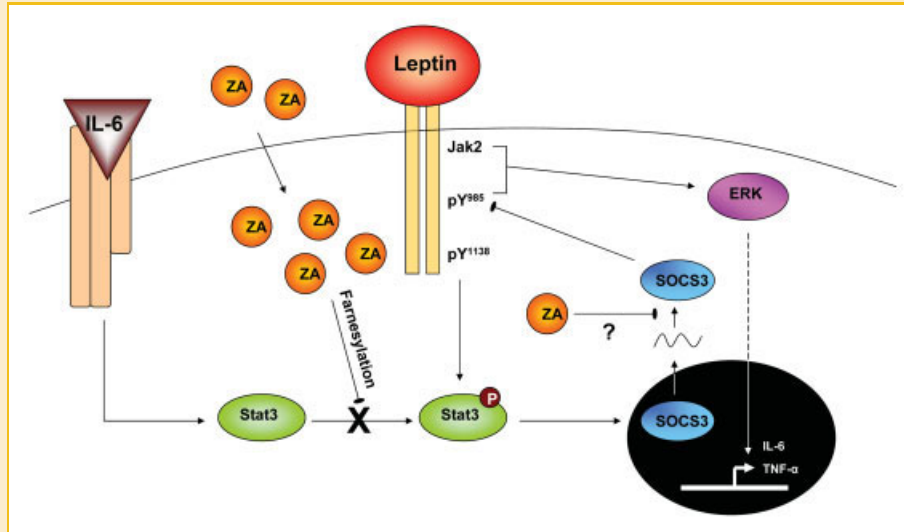 Leptin
ZA
ZA
IL-6
Jak2
pY⁹⁸⁵
ERK
ZA
ZA
ZA
ZA
pY¹¹³⁸
SOCS3
ZA
?
Farnesylation
Stat3
X
Stat3
P
SOCS3
IL-6
TNF-α